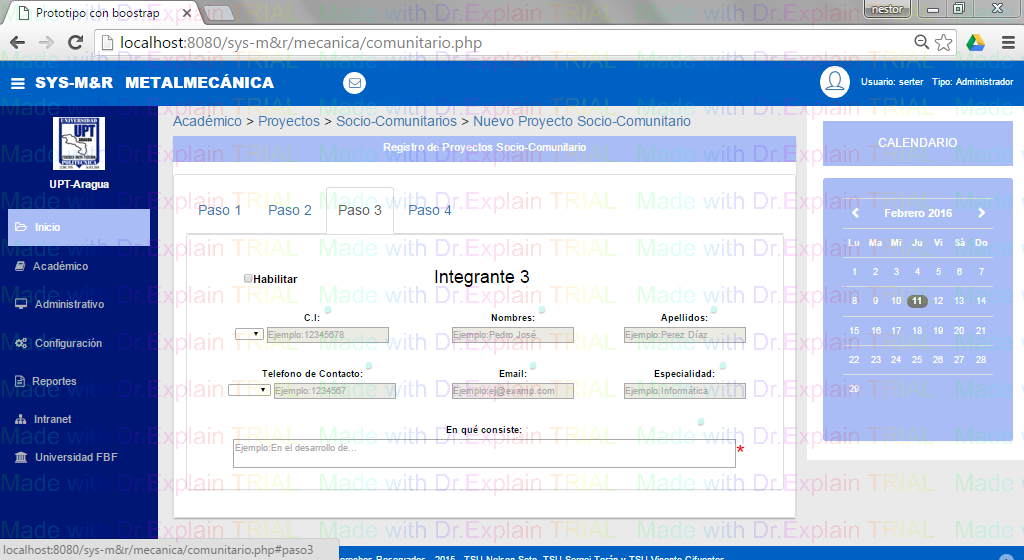 Prototipo con boostrap
nestor
localhost:8080/sys-m&r/mecanica/comunitario.php
SYS-M&R METALMECÁNICA
Usuario: serter Tipo: Administrador
UNIVERSIDAD
UPT
POLITÉCNICA
UPT-Aragua
Inicio
Académico
Administrativo
Configuración
Reportes
Intranet
Universidad FBF
Académico > Proyectos > Socio-Comunitarios > Nuevo Proyecto Socio-Comunitario
Registro de Proyectos Socio-Comunitario
Paso 1 Paso 2 Paso 3 Paso 4
Habilitar
Integrante 3
C.I: Nombres: Apellidos:
Ejemplo:12345678 Ejemplo:Pedro José Ejemplo:Perez Díaz
Telefono de Contacto: Email: Especialidad:
Ejemplo:1234567 Ejemplo:ej@examp.com Ejemplo:Informática
En qué consiste:
Ejemplo:En el desarrollo de...
*
CALENDARIO
Febrero 2016
Lu Ma Mi Ju Vi Sá Do
1 2 3 4 5 6 7
8 9 10 11 12 13 14
15 16 17 18 19 20 21
22 23 24 25 26 27 28
29
localhost:8080/sys-m&r/mecanica/comunitario.php#paso3
Derechos Reservados - 2015 - TSU Nelson Soto, TSU Sergei Terán y TSU Vicente Cifuentes
Made with Dr.Explain TRIAL